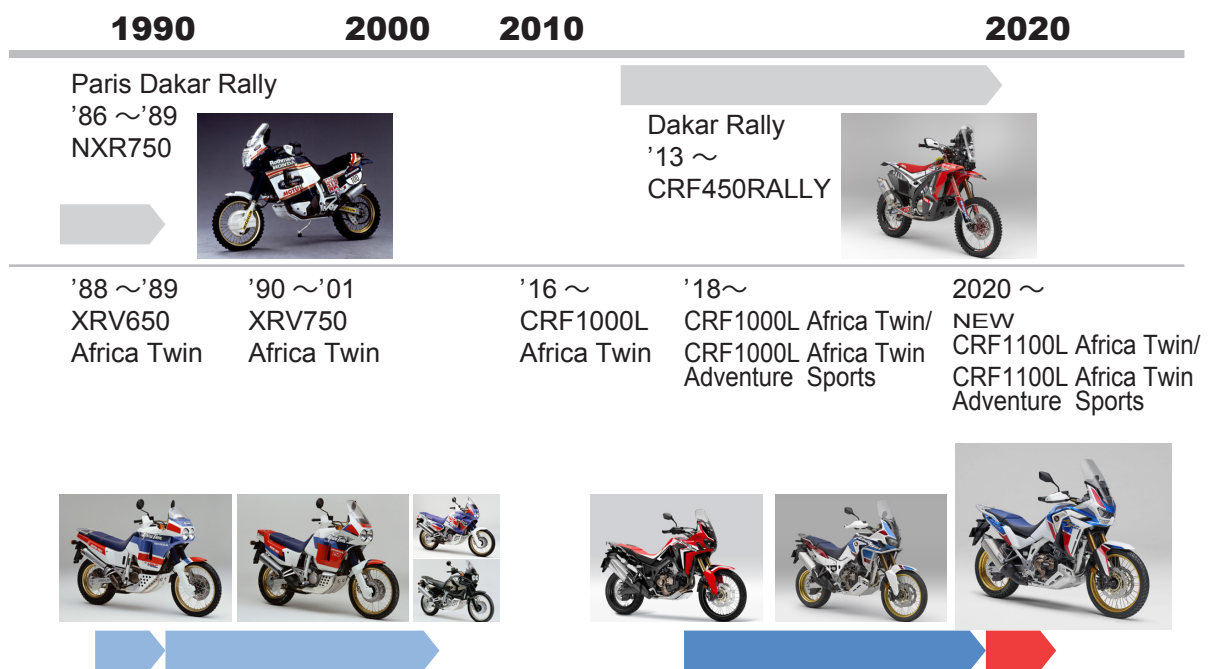 1990 2000 2010 2020
Paris Dakar Rally
’86 ～’89
NXR750
Rothmans
HONDA
Dakar Rally
’13 ～
CRF450RALLY
’88 ～’89
XRV650
Africa Twin
’90 ～’01
XRV750
Africa Twin
’16 ～
CRF1000L
Africa Twin
’18～
CRF1000L Africa Twin/
CRF1000L Africa Twin
Adventure Sports
2020 ～
NEW
CRF1100L Africa Twin/
CRF1100L Africa Twin
Adventure Sports